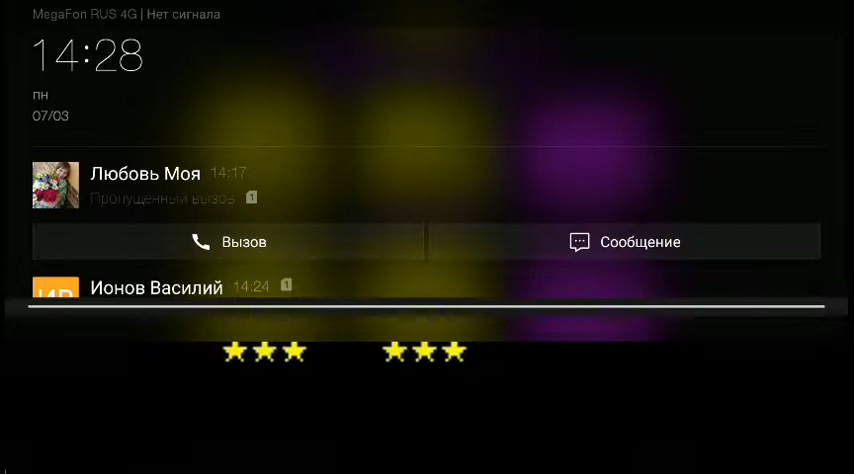 MegaFon RUS 4G | Нет сигнала
14:28
пн
07/03
Любовь Моя 14:17
Пропущенный вызов 1
Вызов
Сообщение
Ионов Василий 14:24 1